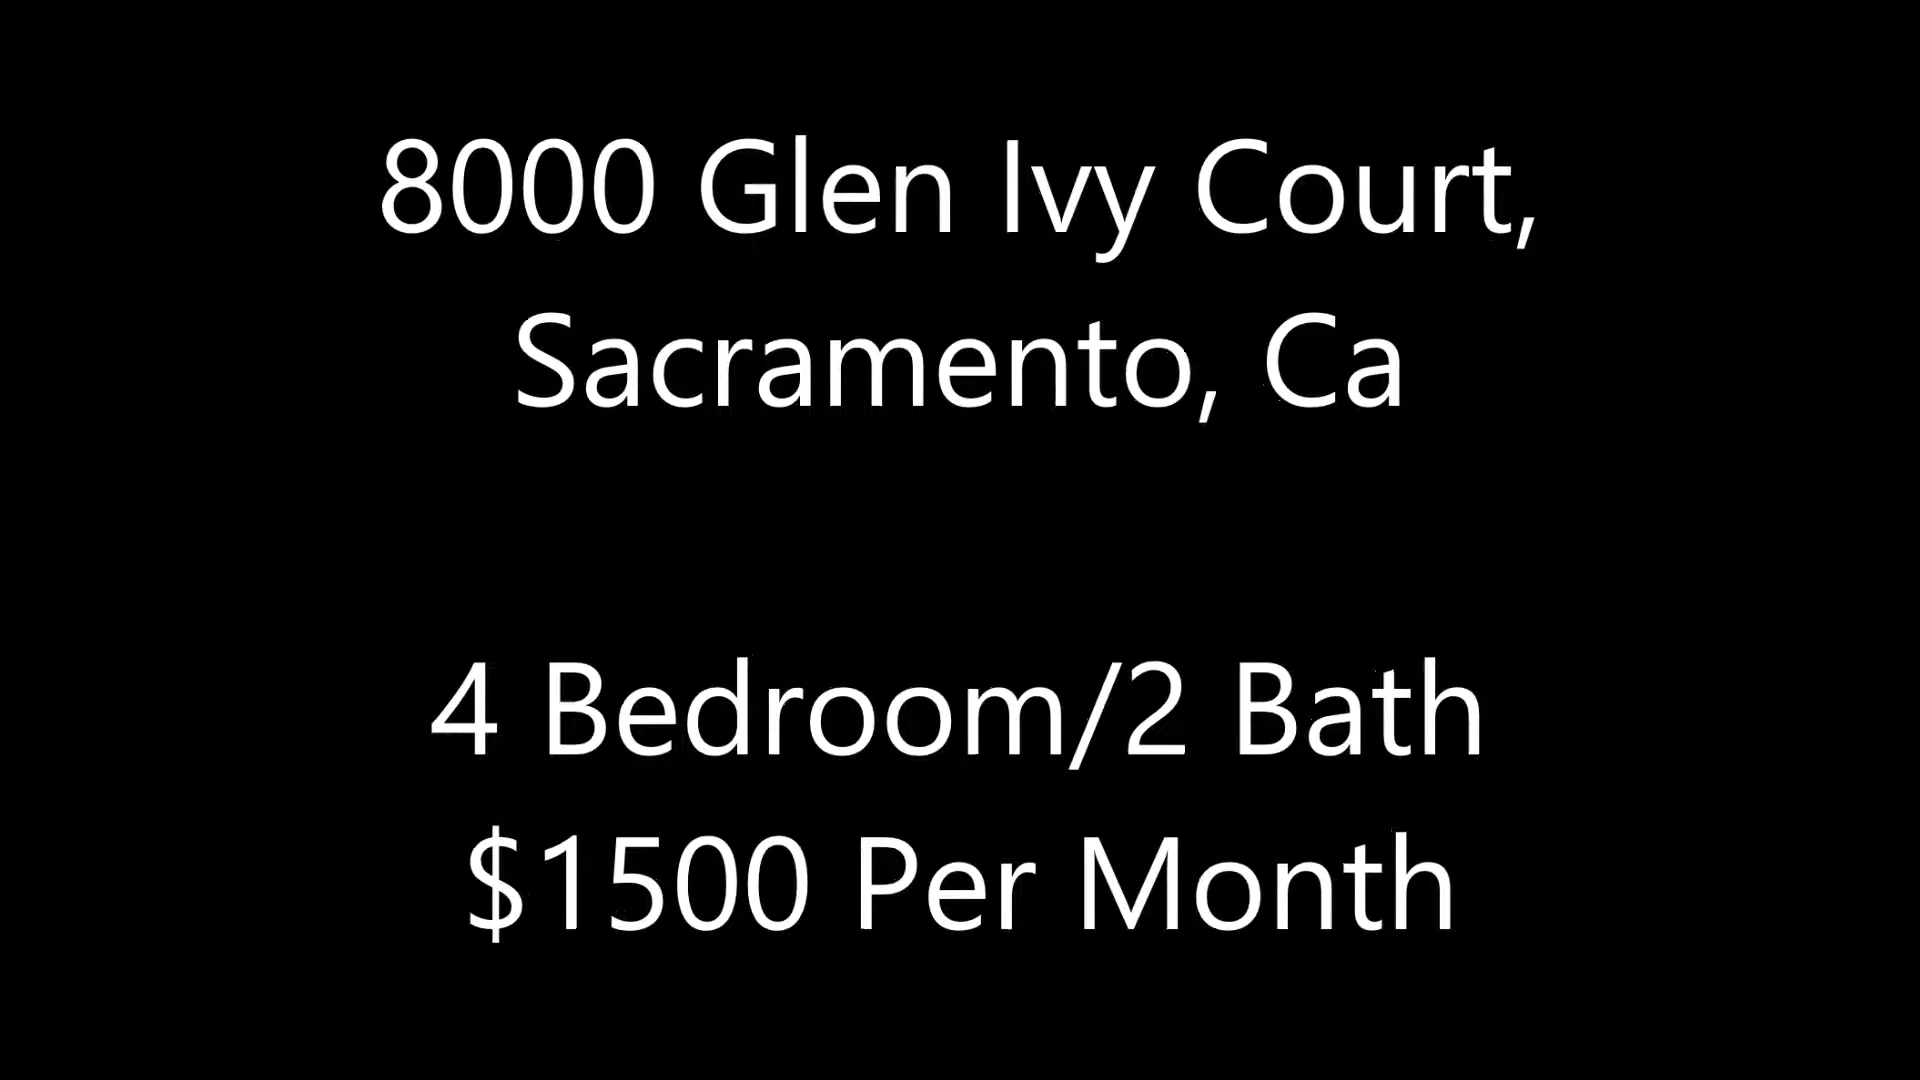 8000 Glen Ivy Court,
Sacramento, Ca
4 Bedroom/2 Bath
$1500 Per Month